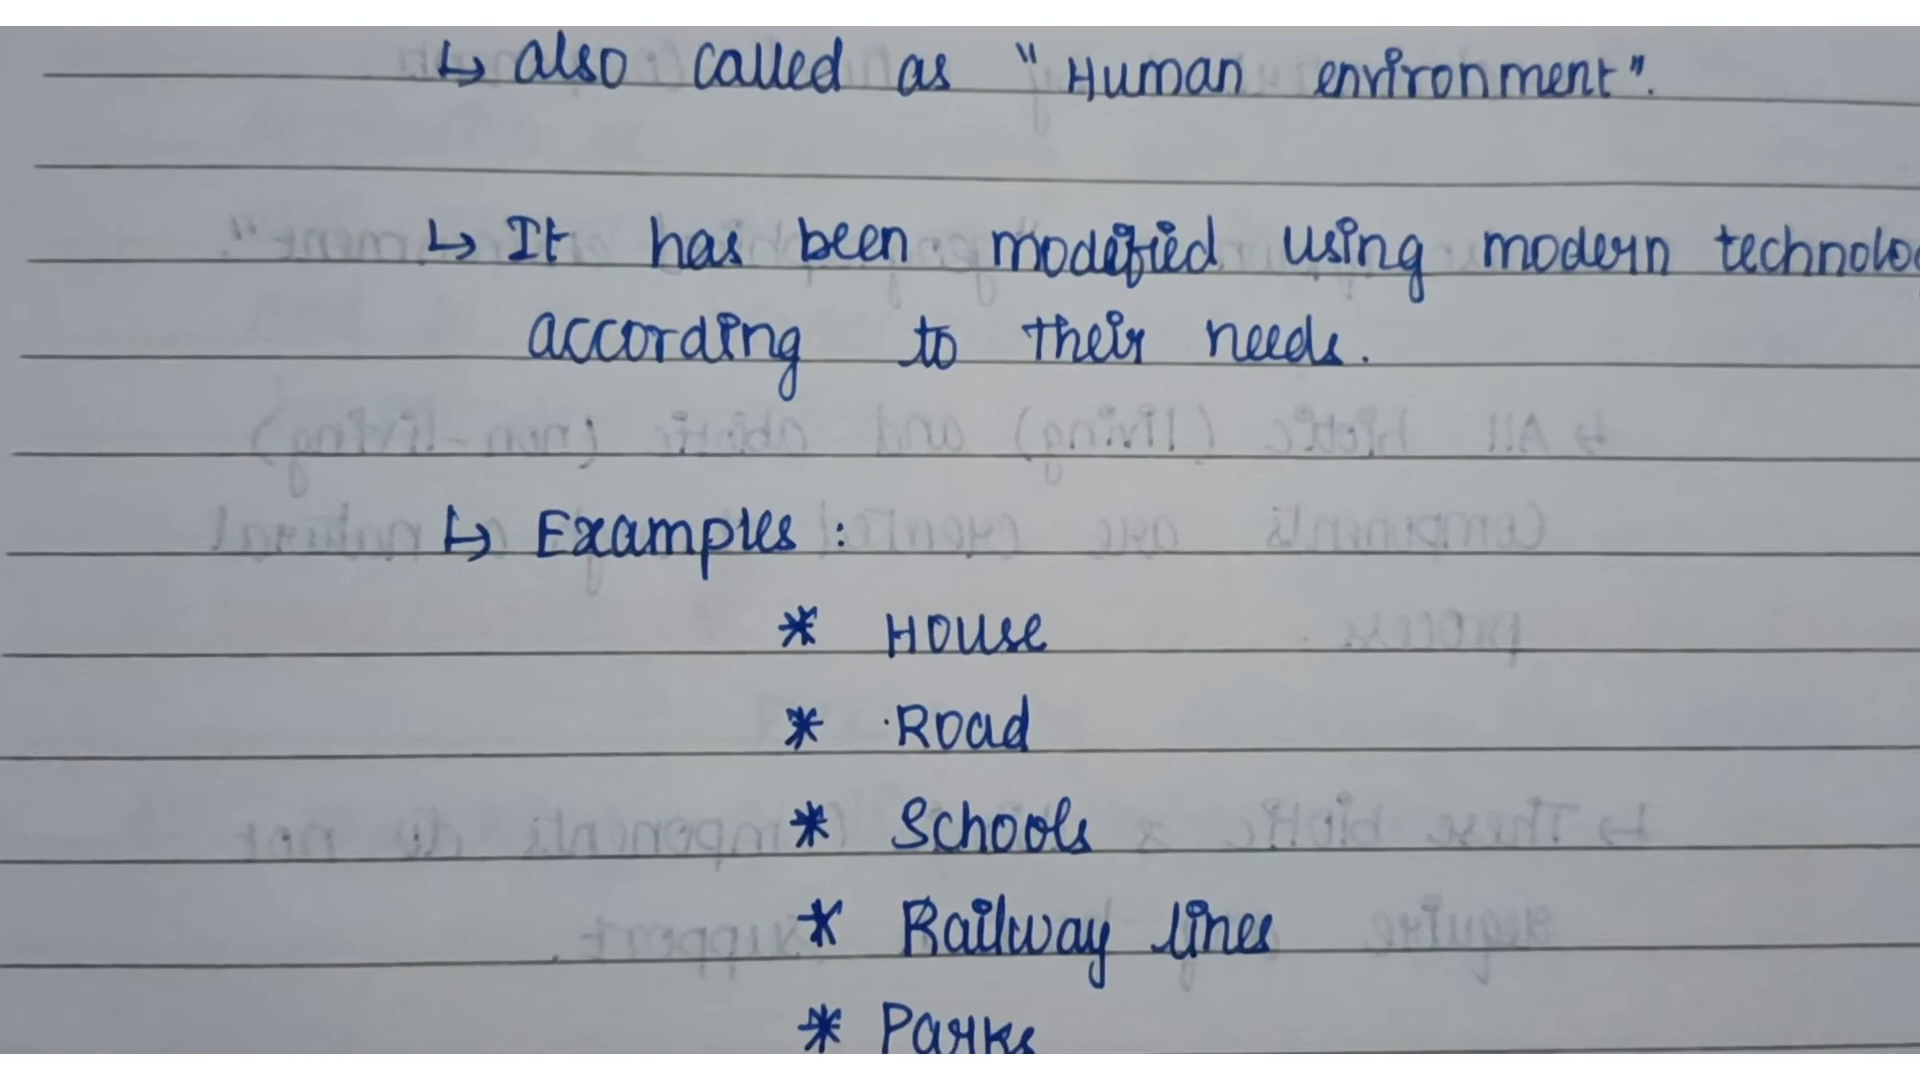 ↳ also called as "Human environment".
↳ It has been modified using modern technolo
according to their needs.
↳ Examples :
* House
* Road
* Schools
* Railway lines
* Parks